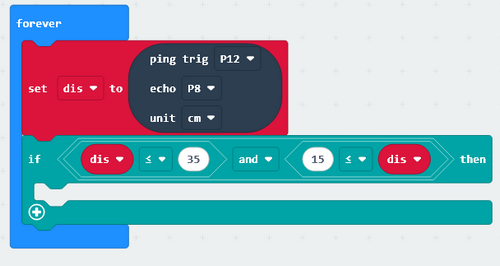 forever
ping trig P12
set dis to echo P8
unit cm
if dis ≤ 35 and 15 ≤ dis then